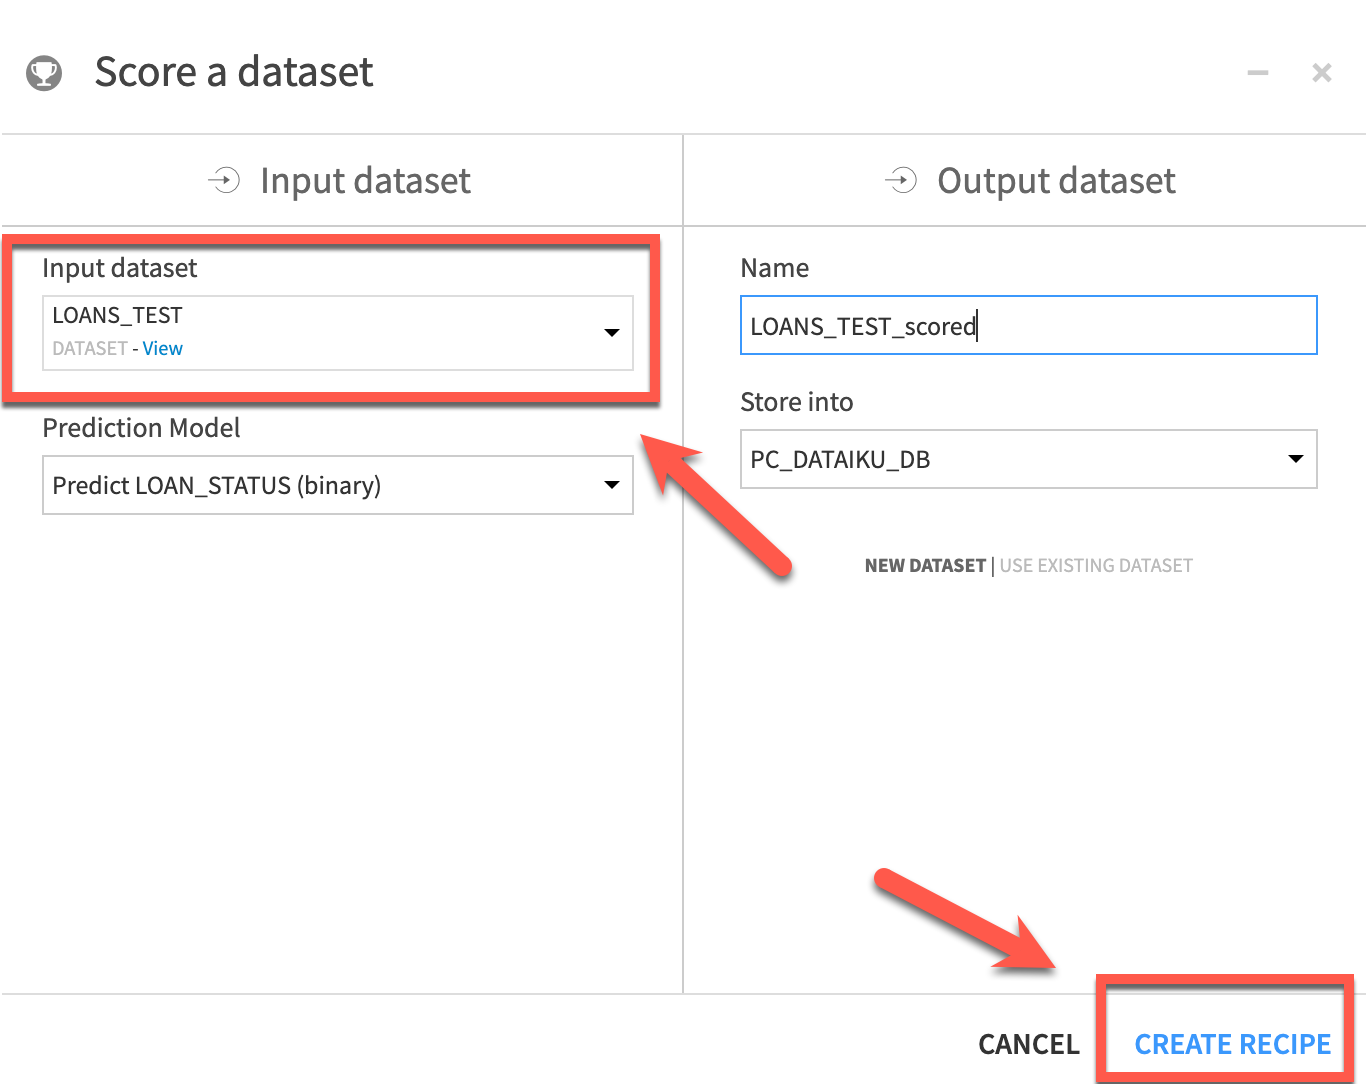 Score a dataset
Input dataset
Output dataset
Input dataset
LOANS_TEST
DATASET - View
Prediction Model
Predict LOAN_STATUS (binary)
Name
LOANS_TEST_scored
Store into
PC_DATAIKU_DB
NEW DATASET | USE EXISTING DATASET
CANCEL
CREATE RECIPE